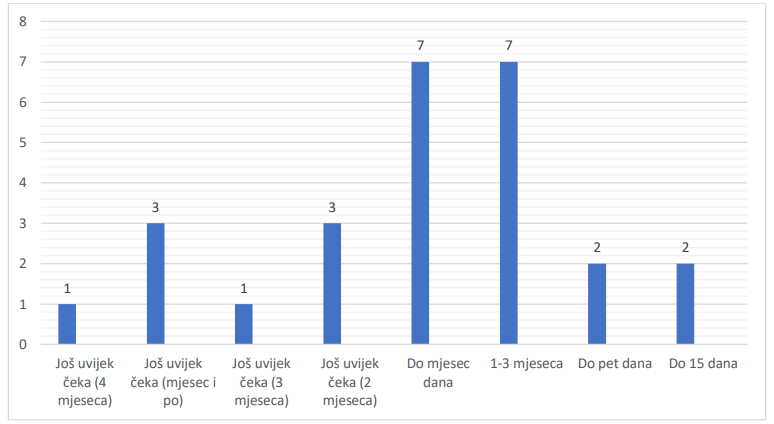 8
7
6
5
4
3
2
1
0
1
3
1
3
7
7
2
2
Još uvijek
čeka (4
mjeseca)
Još uvijek
čeka (mjesec i
po)
Još uvijek
čeka (3
mjeseca)
Još uvijek
čeka (2
mjeseca)
Do mjesec
dana
1-3 mjeseca
Do pet dana
Do 15 dana